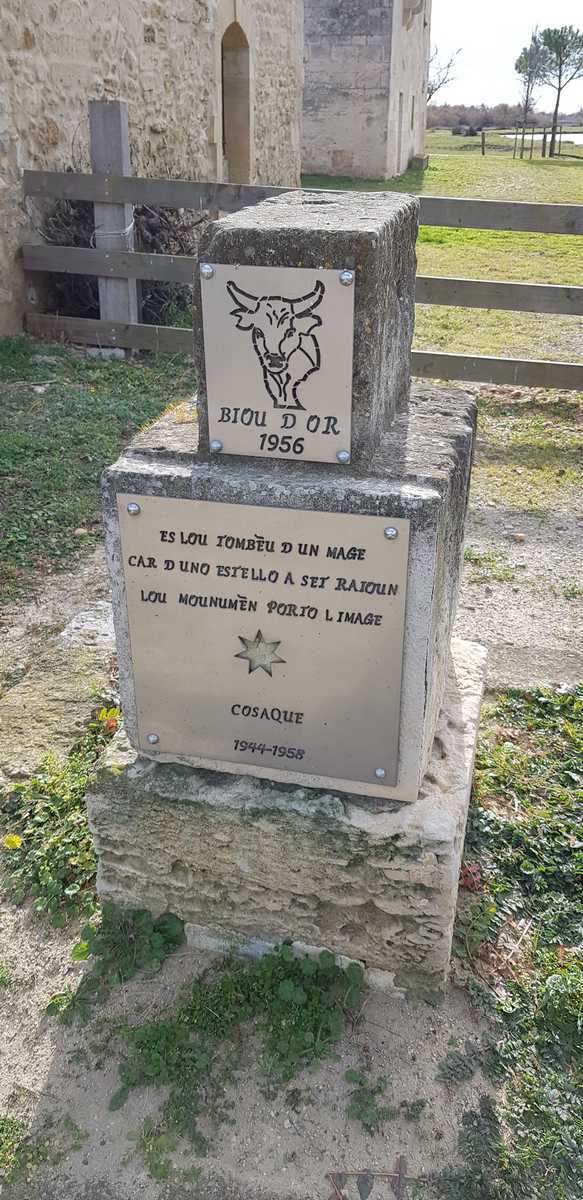 BIOU D OR
1956
ES LOU TOMBÈU D UN MAGE
CAR D UNO ESTELLO A SET RAIOUN
LOU MOUNUMÈN PORTO L IMAGE
COSAQUE
1944-1958